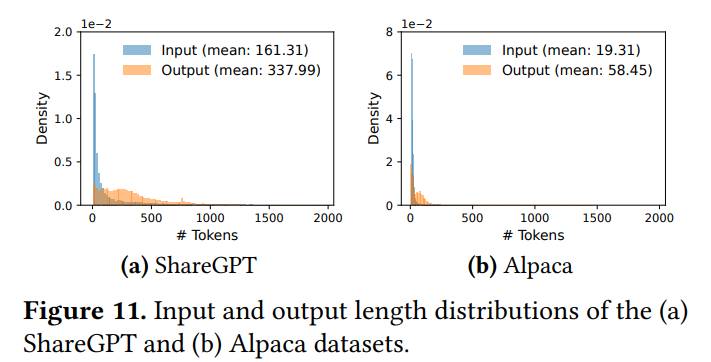 1e−2
2.0
1.5
1.0
0.5
0.0
Density
Input (mean: 161.31)
Output (mean: 337.99)
0 500 1000 1500 2000
# Tokens
(a) ShareGPT
1e−2
8
6
4
2
0
Density
Input (mean: 19.31)
Output (mean: 58.45)
0 500 1000 1500 2000
# Tokens
(b) Alpaca
Figure 11. Input and output length distributions of the (a)
ShareGPT and (b) Alpaca datasets.